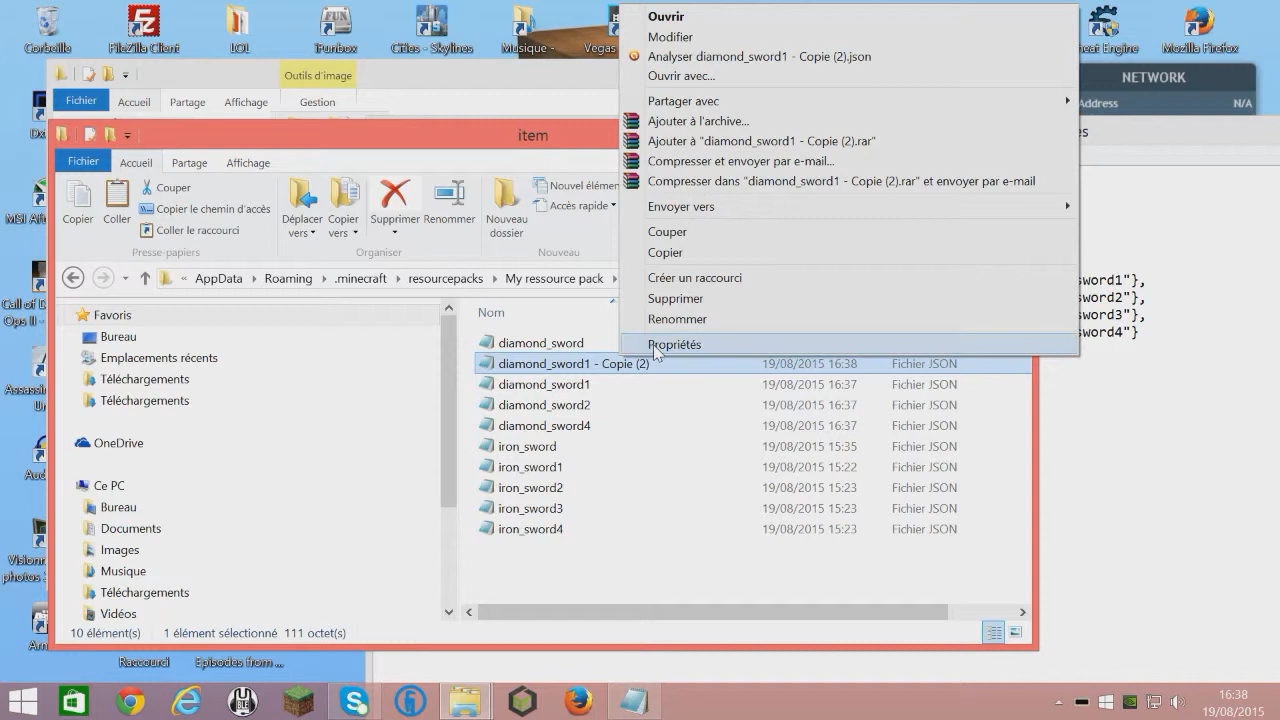 Corbeille
FileZilla Client
LOL
iFunbox
Cities - Skylines
Musique -
Vegas
Mozilla Firefox
NETWORK
Address N/A
Outils d'image
Fichier Accueil Partage Affichage Gestion
item
Fichier Accueil Partage Affichage
Copier
Coller
Couper
Copier le chemin d'accès
Coller le raccourci
Presse-papiers
Déplacer vers
Copier vers
Supprimer
Renommer
Organiser
Nouveau dossier
Nouvel élémen
Accès rapide
Nouveau
« AppData Roaming .minecraft resourcepacks My ressource pack
Favoris
Bureau
Emplacements récents
Téléchargements
Téléchargements
OneDrive
Ce PC
Bureau
Documents
Images
Musique
Téléchargements
Vidéos
Nom
diamond_sword
diamond_sword1 - Copie (2) 19/08/2015 16:38 Fichier JSON
diamond_sword1 19/08/2015 16:37 Fichier JSON
diamond_sword2 19/08/2015 16:37 Fichier JSON
diamond_sword4 19/08/2015 16:37 Fichier JSON
iron_sword 19/08/2015 15:35 Fichier JSON
iron_sword1 19/08/2015 15:22 Fichier JSON
iron_sword2 19/08/2015 15:23 Fichier JSON
iron_sword3 19/08/2015 15:23 Fichier JSON
iron_sword4 19/08/2015 15:23 Fichier JSON
10 élément(s) 1 élément sélectionné 111 octet(s)
Ouvrir
Modifier
Analyser diamond_sword1 - Copie (2).json
Ouvrir avec...
Partager avec
Ajouter à l'archive...
Ajouter à "diamond_sword1 - Copie (2).rar"
Compresser et envoyer par e-mail...
Compresser dans "diamond_sword1 - Copie (2).rar" et envoyer par e-mail
Envoyer vers
Couper
Copier
Créer un raccourci
Supprimer
Renommer
Propriétés
sword1"},
sword2"},
sword3"},
sword4"}
MSI Aft
Call of D
Ops II -
Assassin
Aud
Visionn
photos
Raccourci
Episodes from ...
16:38
19/08/2015